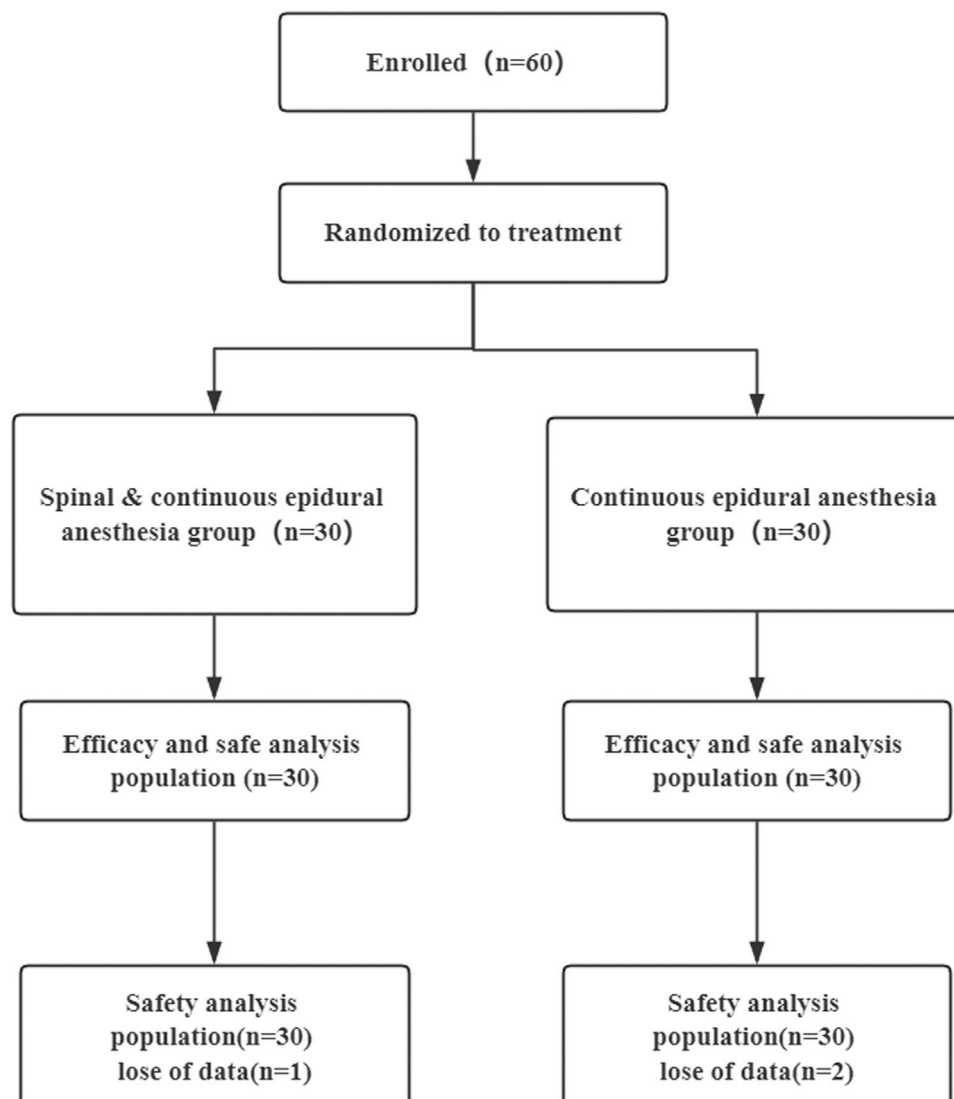 Enrolled（n=60）
Randomized to treatment
Spinal & continuous epidural
anesthesia group（n=30）
Continuous epidural anesthesia
group（n=30）
Efficacy and safe analysis
population (n=30)
Efficacy and safe analysis
population (n=30)
Safety analysis
population(n=30)
lose of data(n=1)
Safety analysis
population(n=30)
lose of data(n=2)